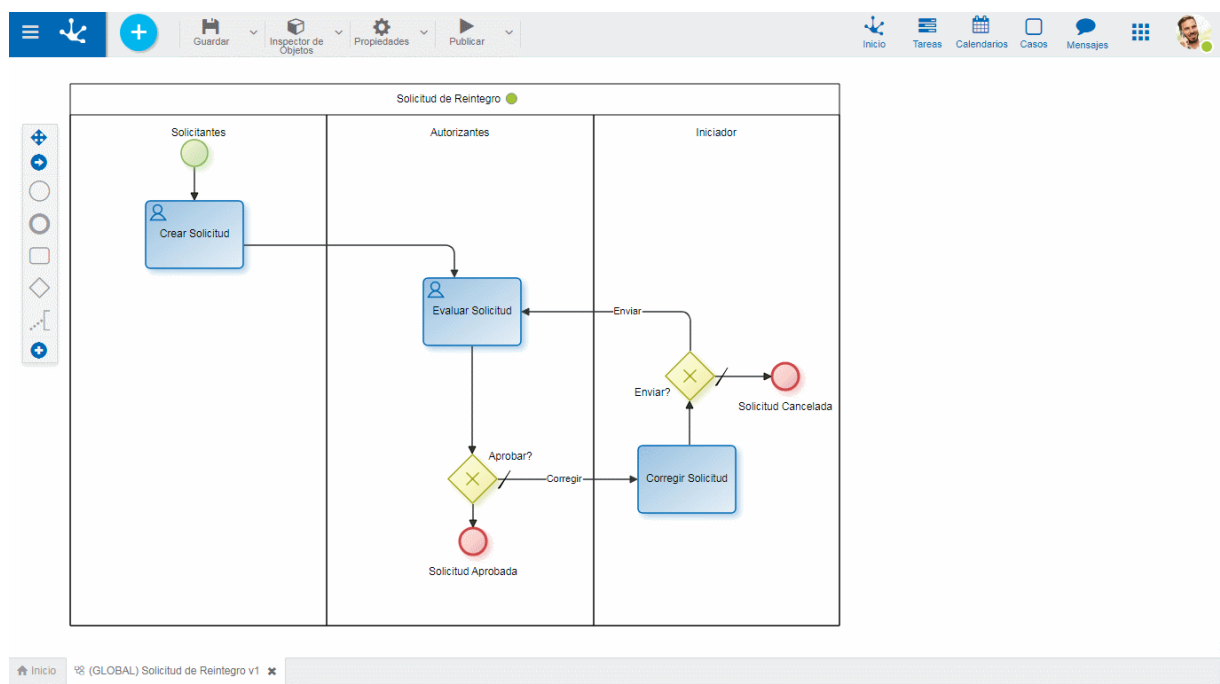 Guardar
Inspector de
Objetos
Propiedades
Publicar
Inicio
Tareas
Calendarios
Casos
Mensajes
Solicitud de Reintegro
Solicitantes
Autorizantes
Iniciador
Crear Solicitud
Evaluar Solicitud
Enviar
Enviar?
Solicitud Cancelada
Aprobar?
Corregir
Corregir Solicitud
Solicitud Aprobada
Inicio
(GLOBAL) Solicitud de Reintegro v1